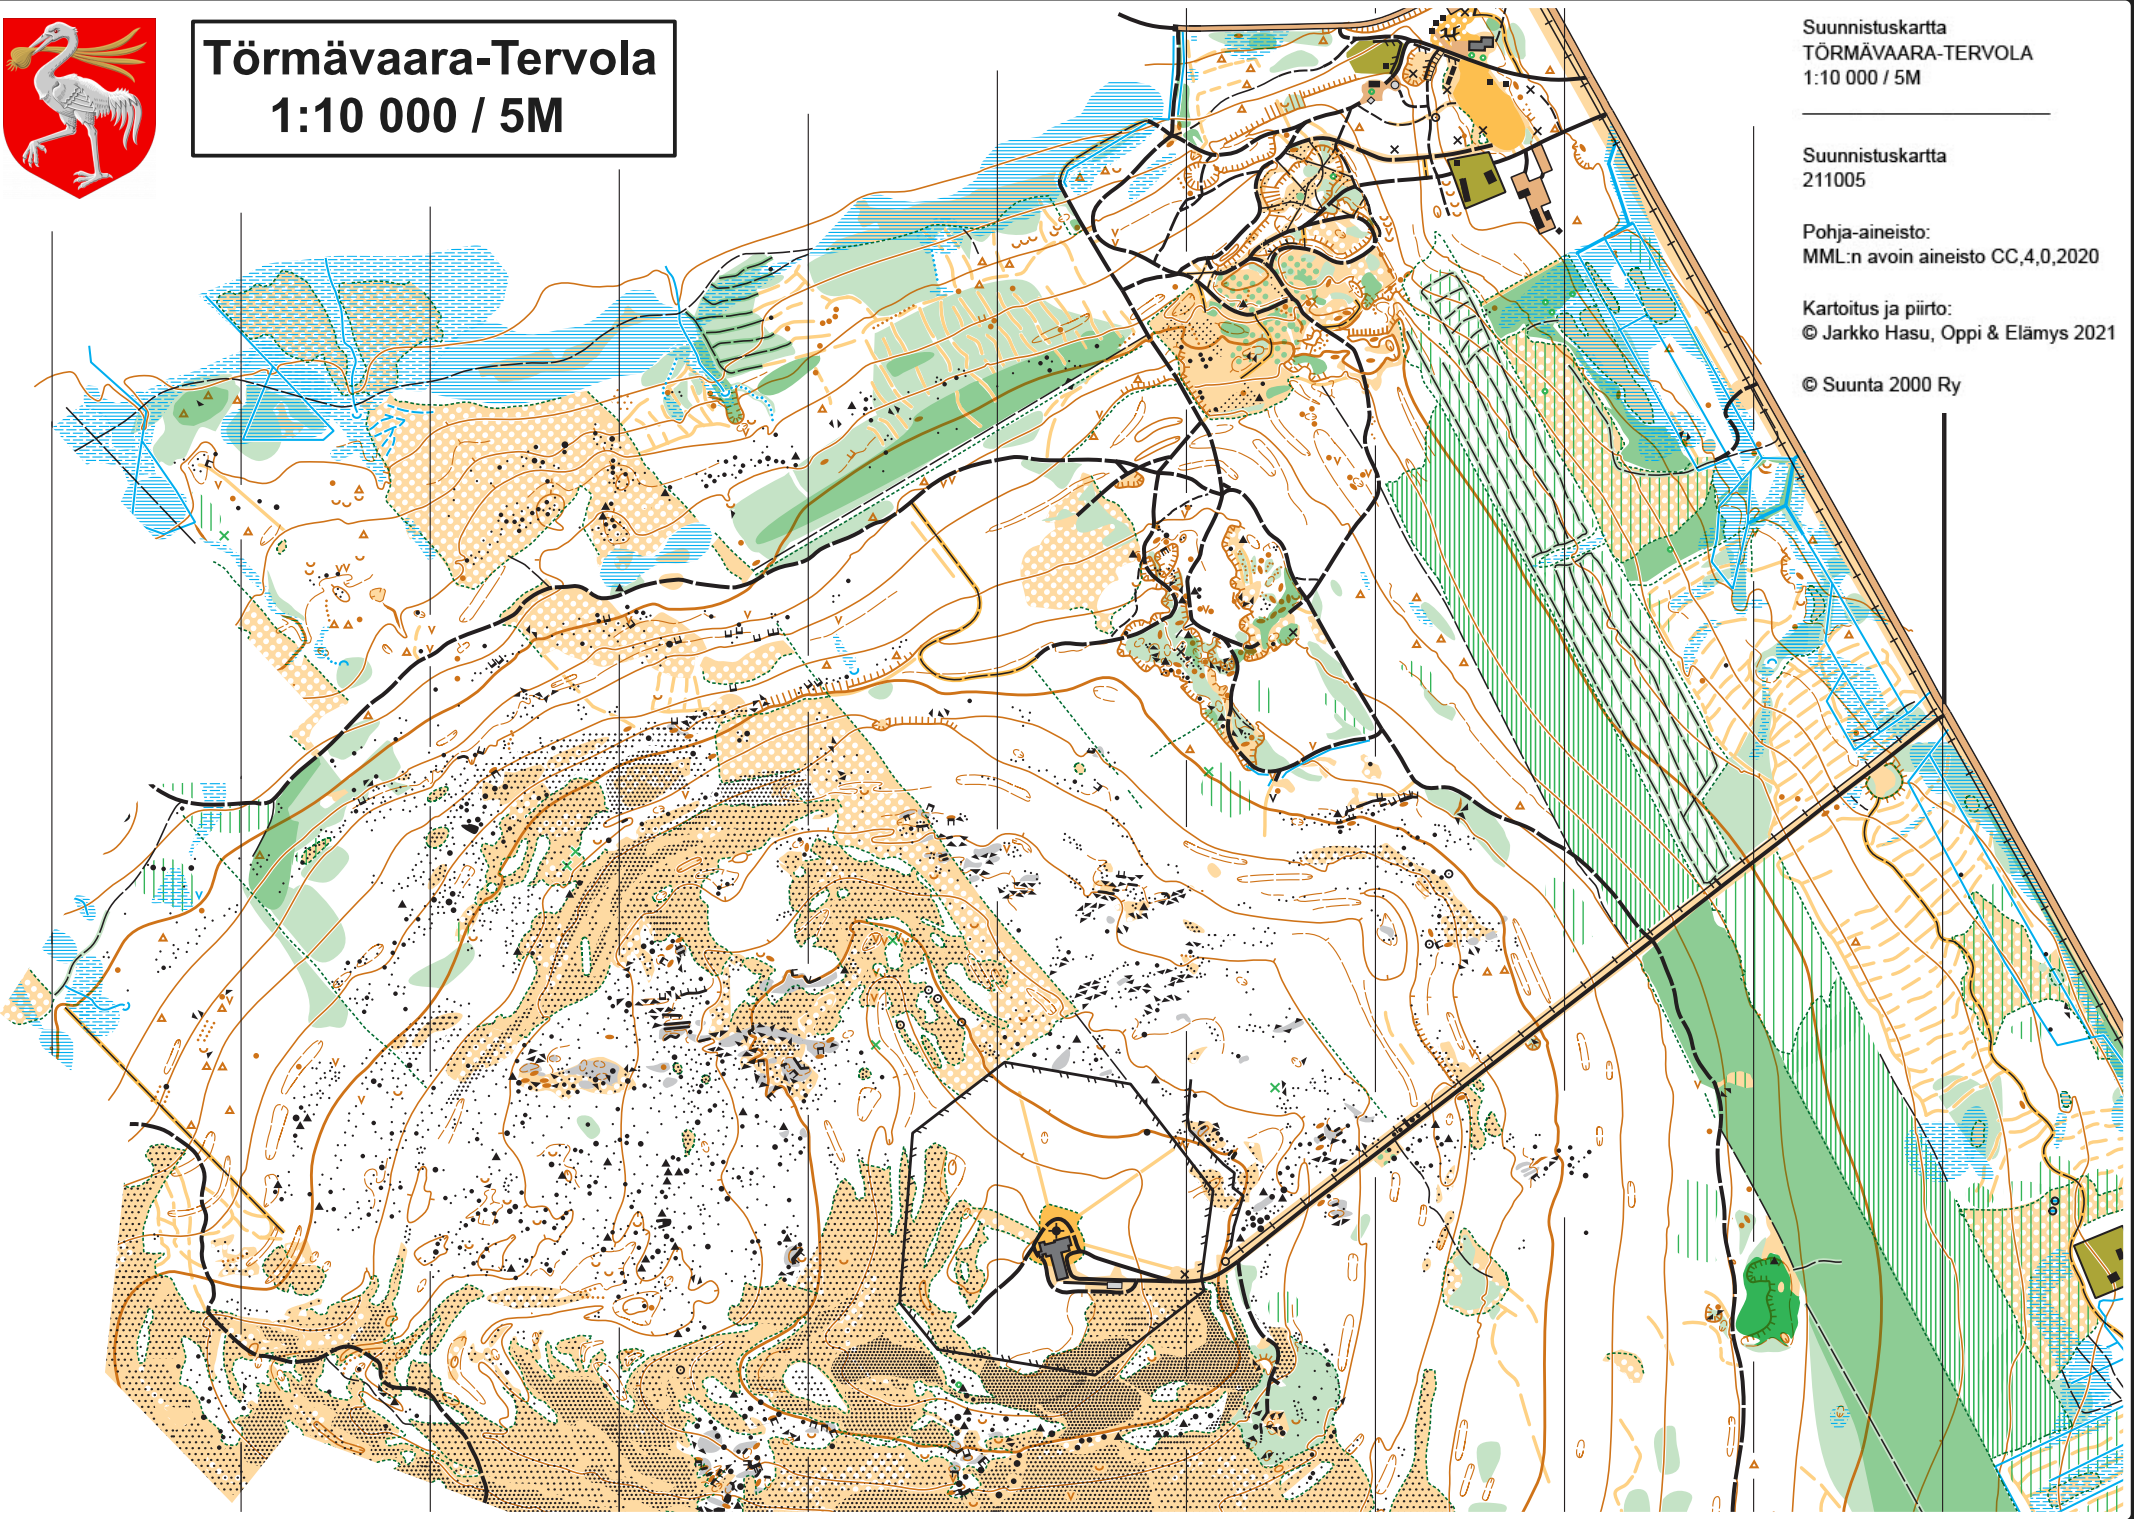 Törmävaara-Tervola
1:10 000 / 5M
Suunnistuskartta
TÖRMÄVAARA-TERVOLA
1:10 000 / 5M
Suunnistuskartta
211005
Pohja-aineisto:
MML:n avoin aineisto CC,4,0,2020
Kartoitus ja piirto:
© Jarkko Hasu, Oppi & Elämys 2021
© Suunta 2000 Ry